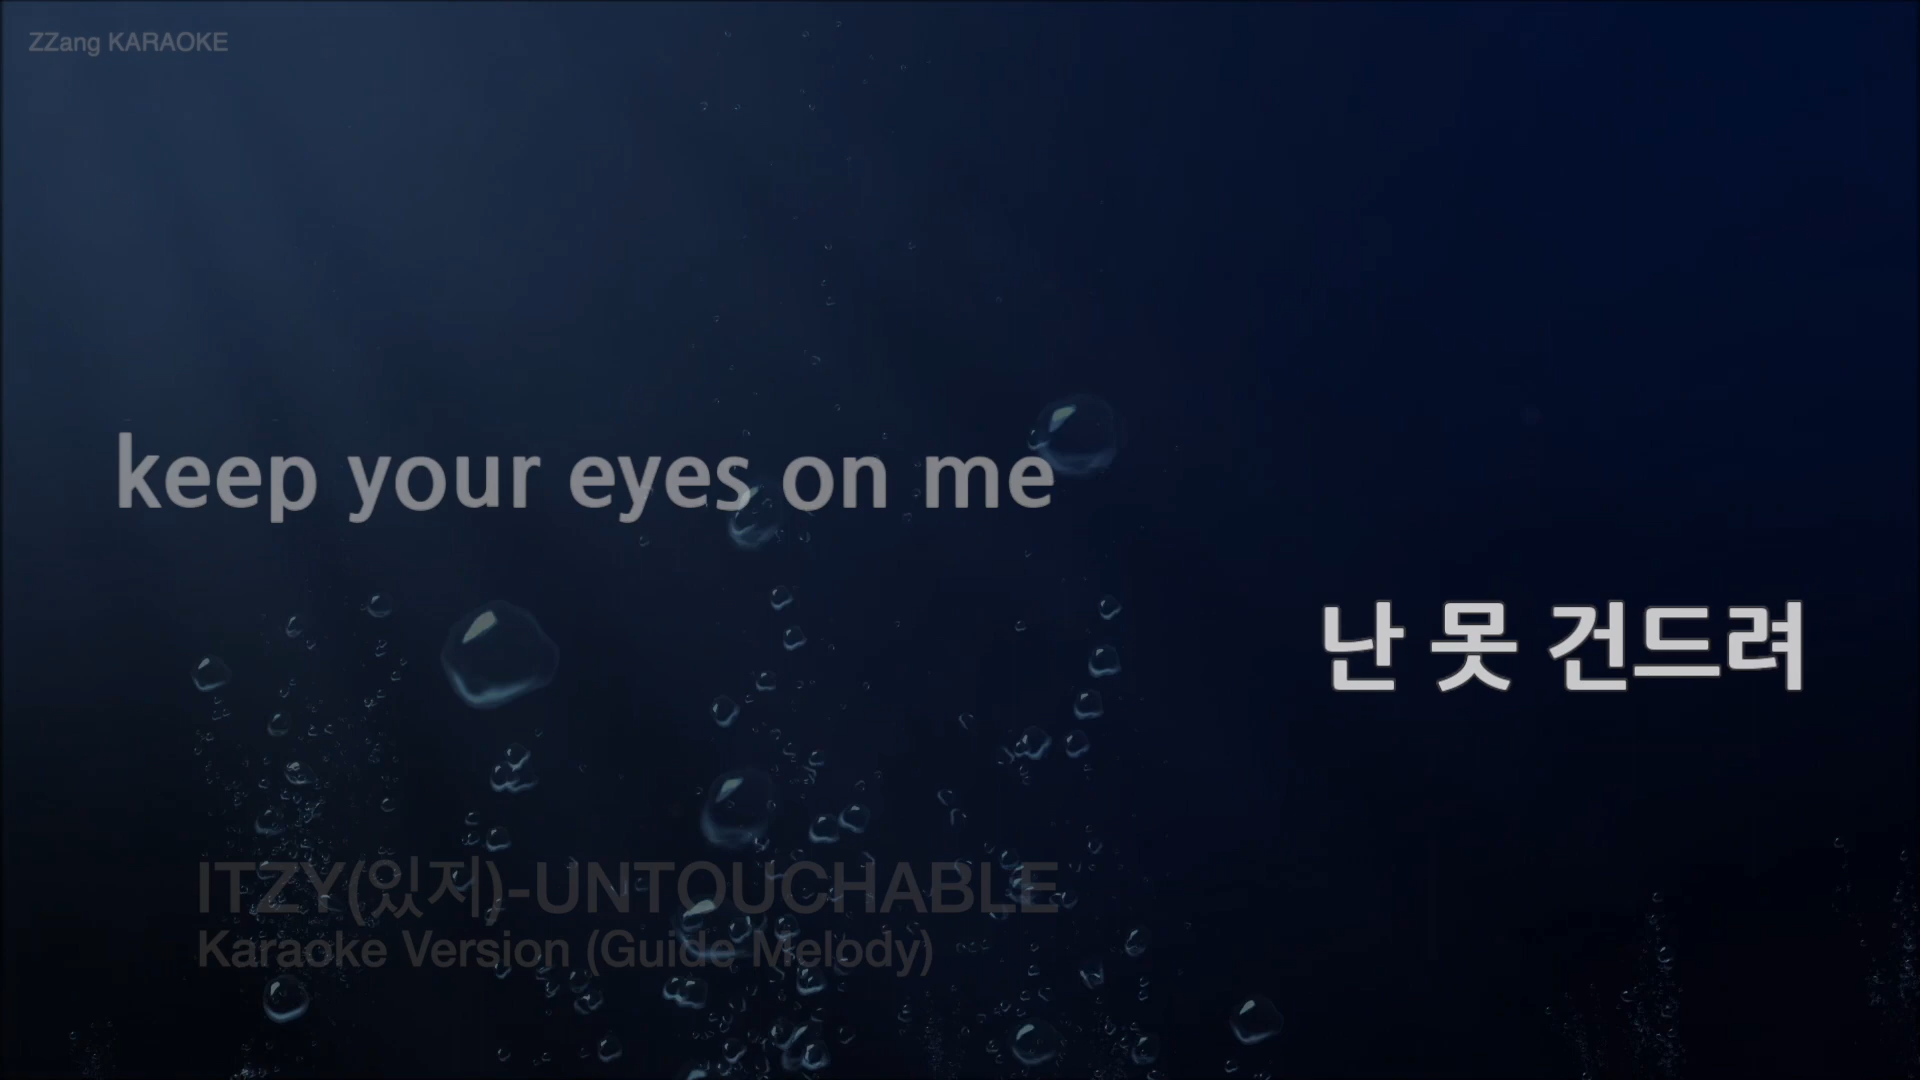 ZZang KARAOKE
keep your eyes on me
난 못 건드려
ITZY(있지)-UNTOUCHABLE
Karaoke Version (Guide Melody)